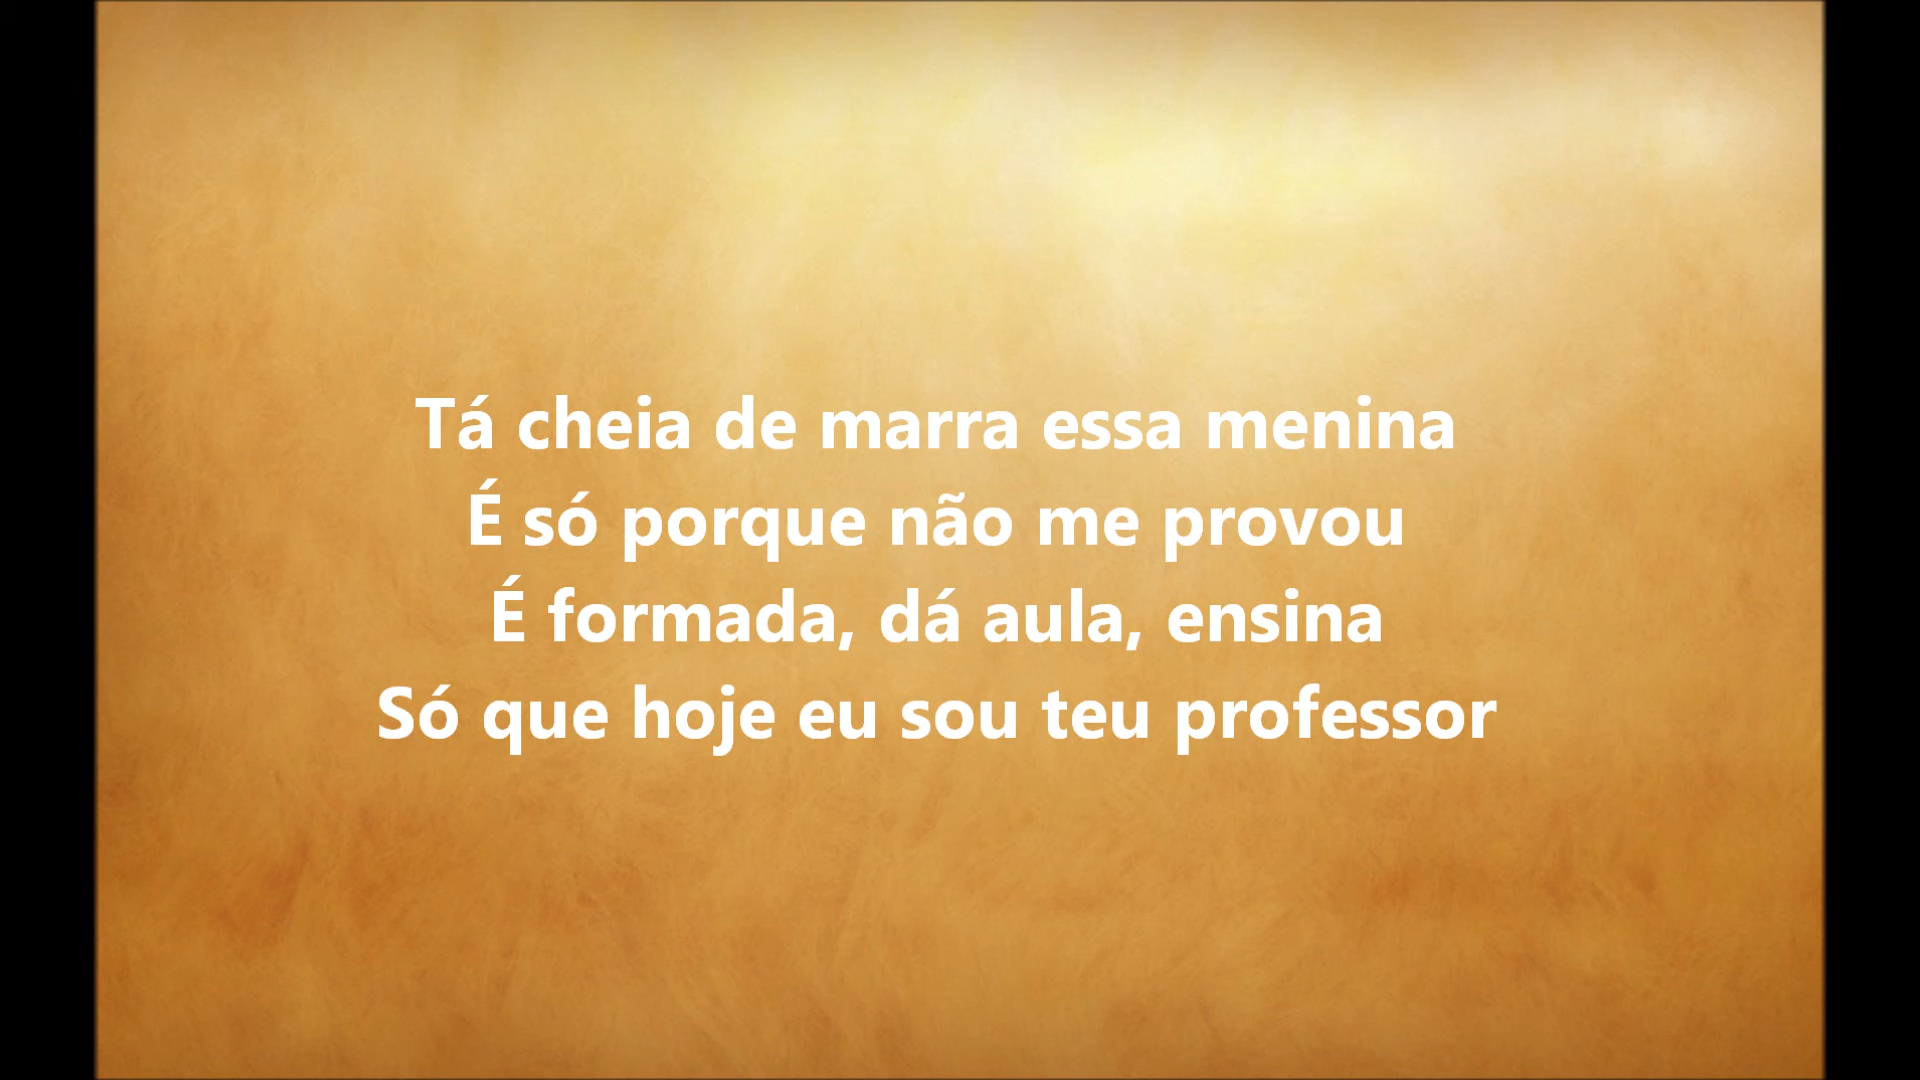 Tá cheia de marra essa menina
É só porque não me provou
É formada, dá aula, ensina
Só que hoje eu sou teu professor